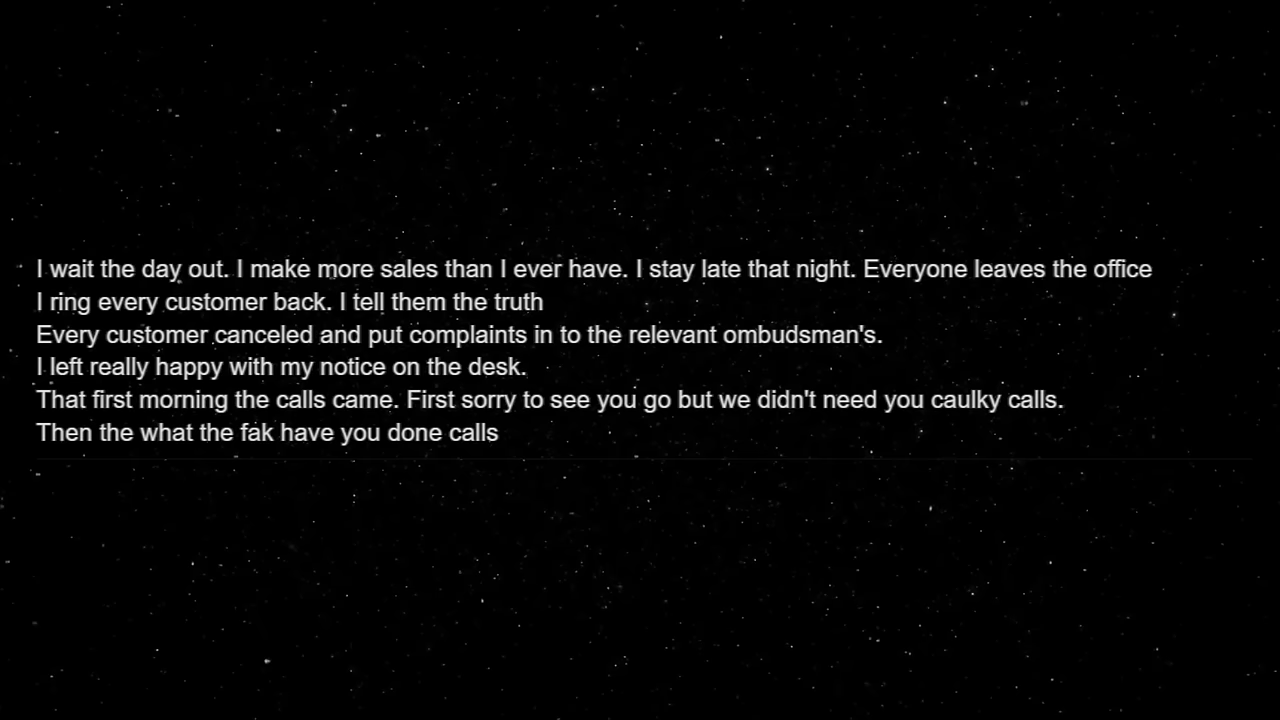 I wait the day out. I make more sales than I ever have. I stay late that night. Everyone leaves the office
I ring every customer back. I tell them the truth
Every customer canceled and put complaints in to the relevant ombudsman's.
I left really happy with my notice on the desk.
That first morning the calls came. First sorry to see you go but we didn't need you caulky calls.
Then the what the fak have you done calls